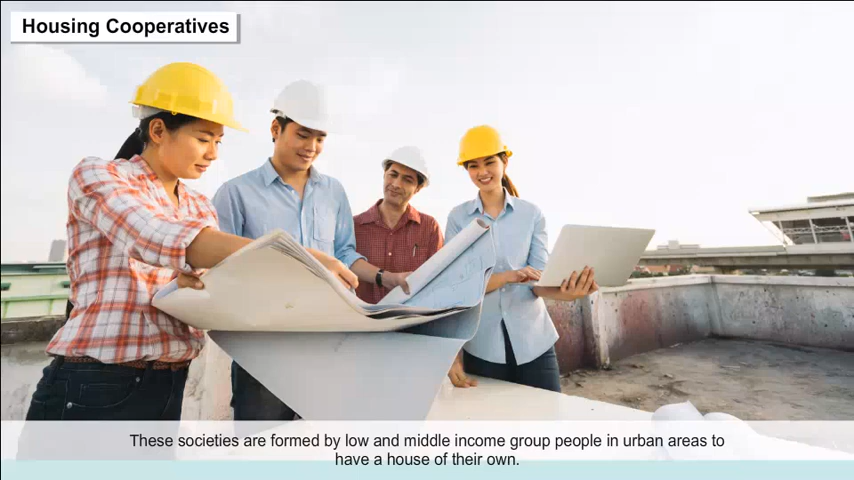 Housing Cooperatives
These societies are formed by low and middle income group people in urban areas to
have a house of their own.